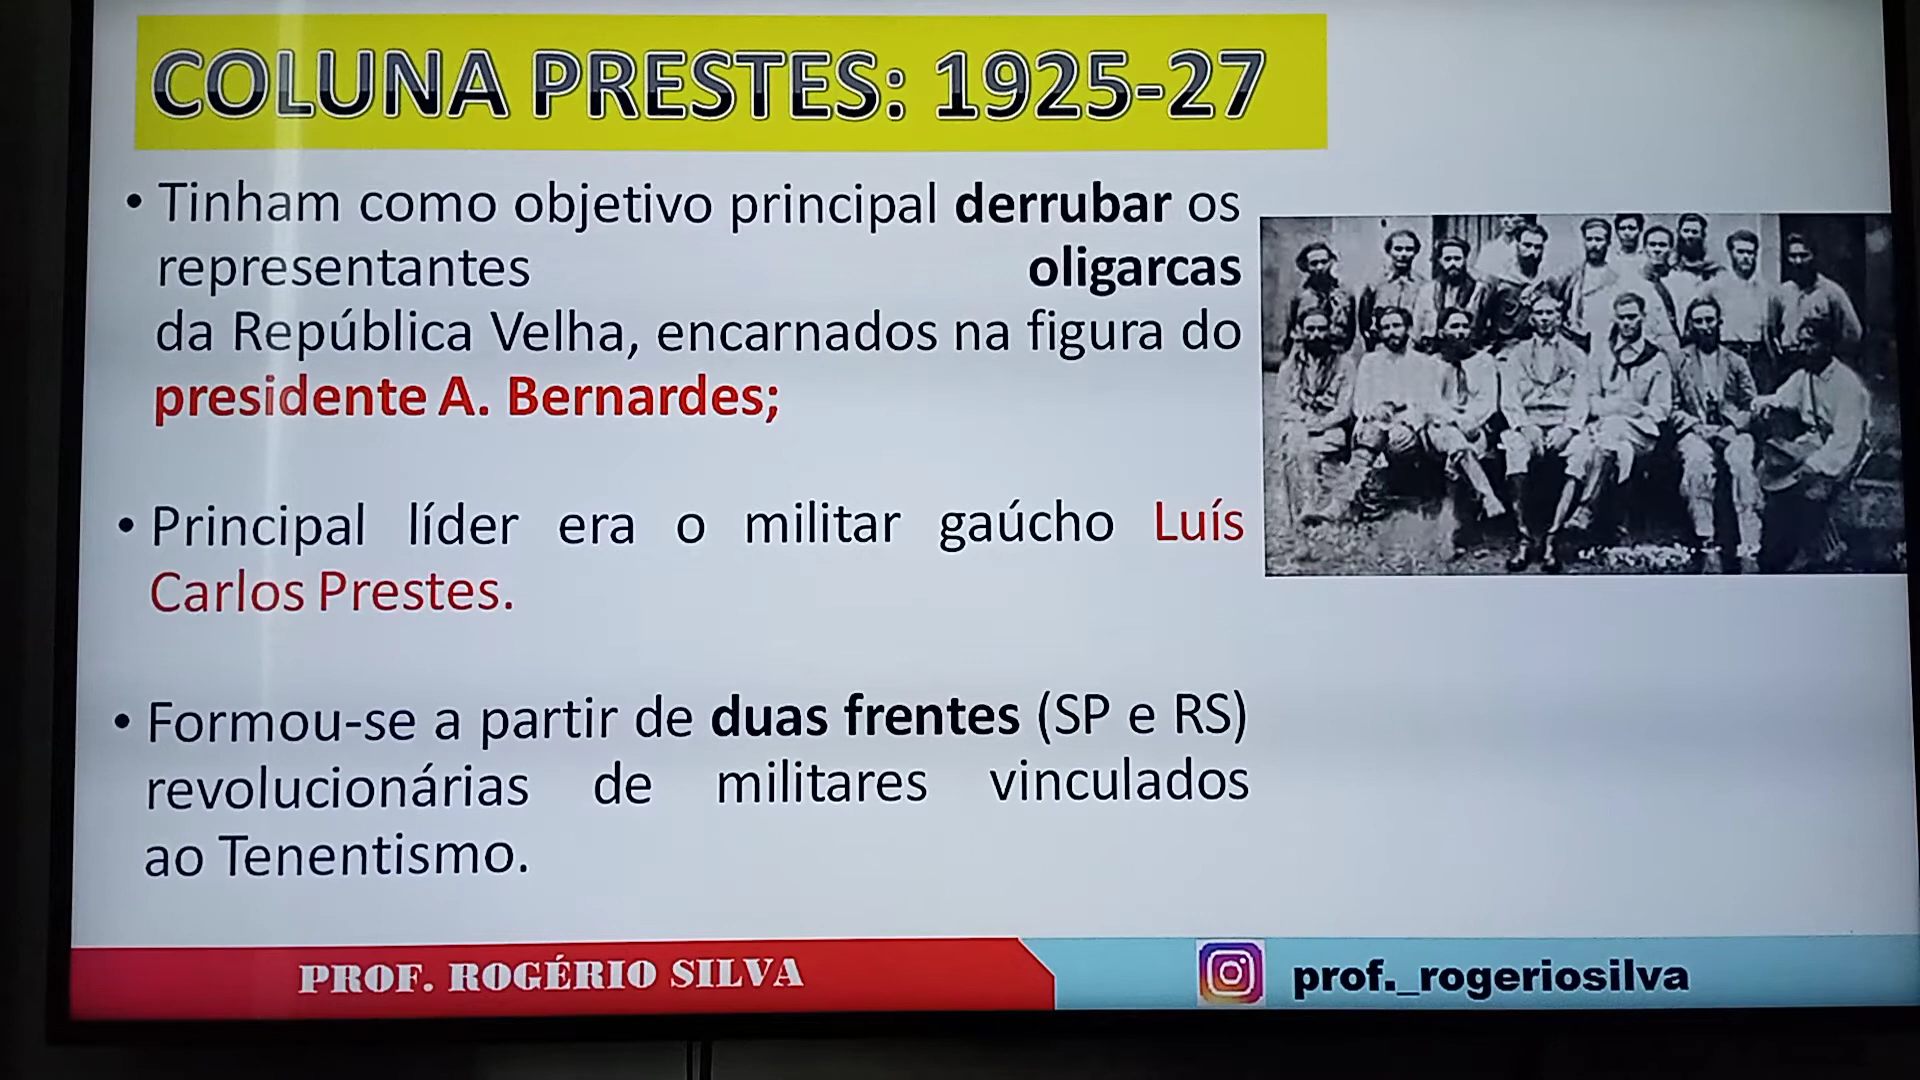 COLUNA PRESTES: 1925-27
• Tinham como objetivo principal derrubar os
representantes oligarcas
da República Velha, encarnados na figura do
presidente A. Bernardes;
• Principal líder era o militar gaúcho Luís
Carlos Prestes.
• Formou-se a partir de duas frentes (SP e RS)
revolucionárias de militares vinculados
ao Tenentismo.
PROF. ROGÉRIO SILVA
prof._rogeriosilva